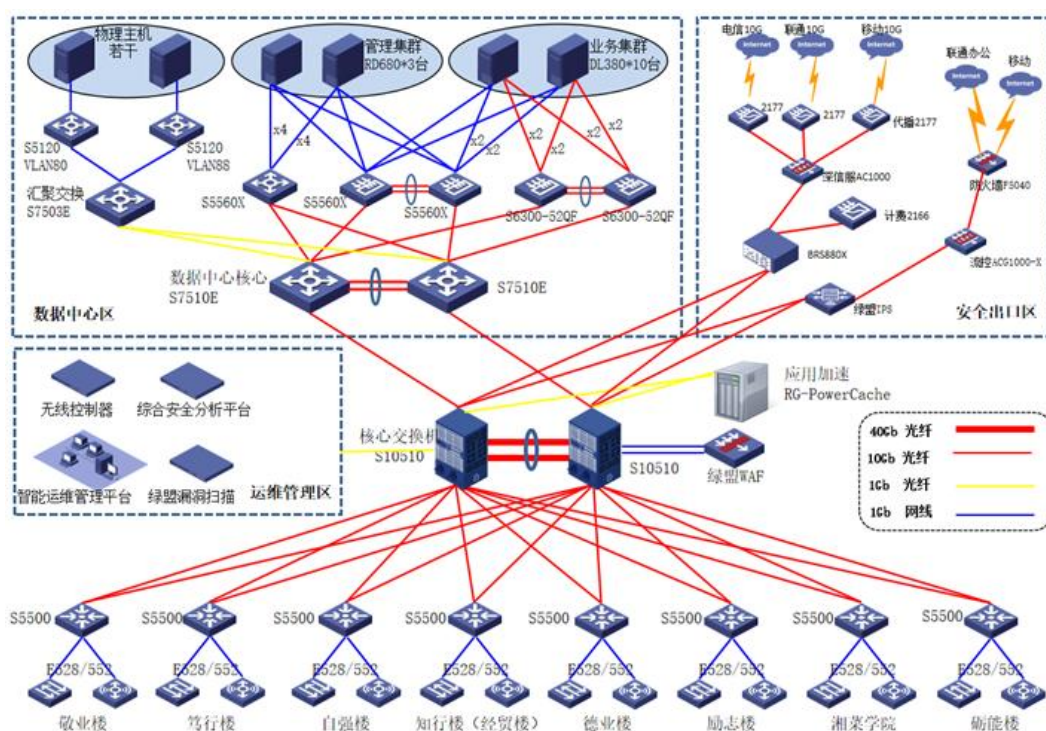 物理主机
若干
管理集群
RD680*3台
业务集群
DL380*10台
S5120
VLAN80
S5120
VLAN88
x4
x4
x2
x2
x2
x2
x2
汇聚交换
S7503E
S5560X
S5560X
S6300-52QF
S6300-52QF
数据中心核心
S7510E
S7510E
数据中心区
电信10G
联通10G
移动10G
Internet
Internet
Internet
联通办公
移动
Internet
Internet
2177
2177
代播2177
深信服AC1000
防火墙F5040
计费2166
BRS880X
流控ACG1000-X
绿盟IPS
安全出口区
无线控制器
综合安全分析平台
智能运维管理平台
绿盟漏洞扫描
运维管理区
核心交换机
S10510
S10510
应用加速
RG-PowerCache
绿盟WAF
40Gb 光纤
10Gb 光纤
1Gb 光纤
1Gb 网线
S5500
S5500
S5500
S5500
S5500
S5500
S5500
S5500
E528/552
E528/552
E528/552
E528/552
E528/552
E528/552
E528/552
E528/552
敬业楼
笃行楼
自强楼
知行楼（经贸楼）
德业楼
励志楼
湘菜学院
砺能楼